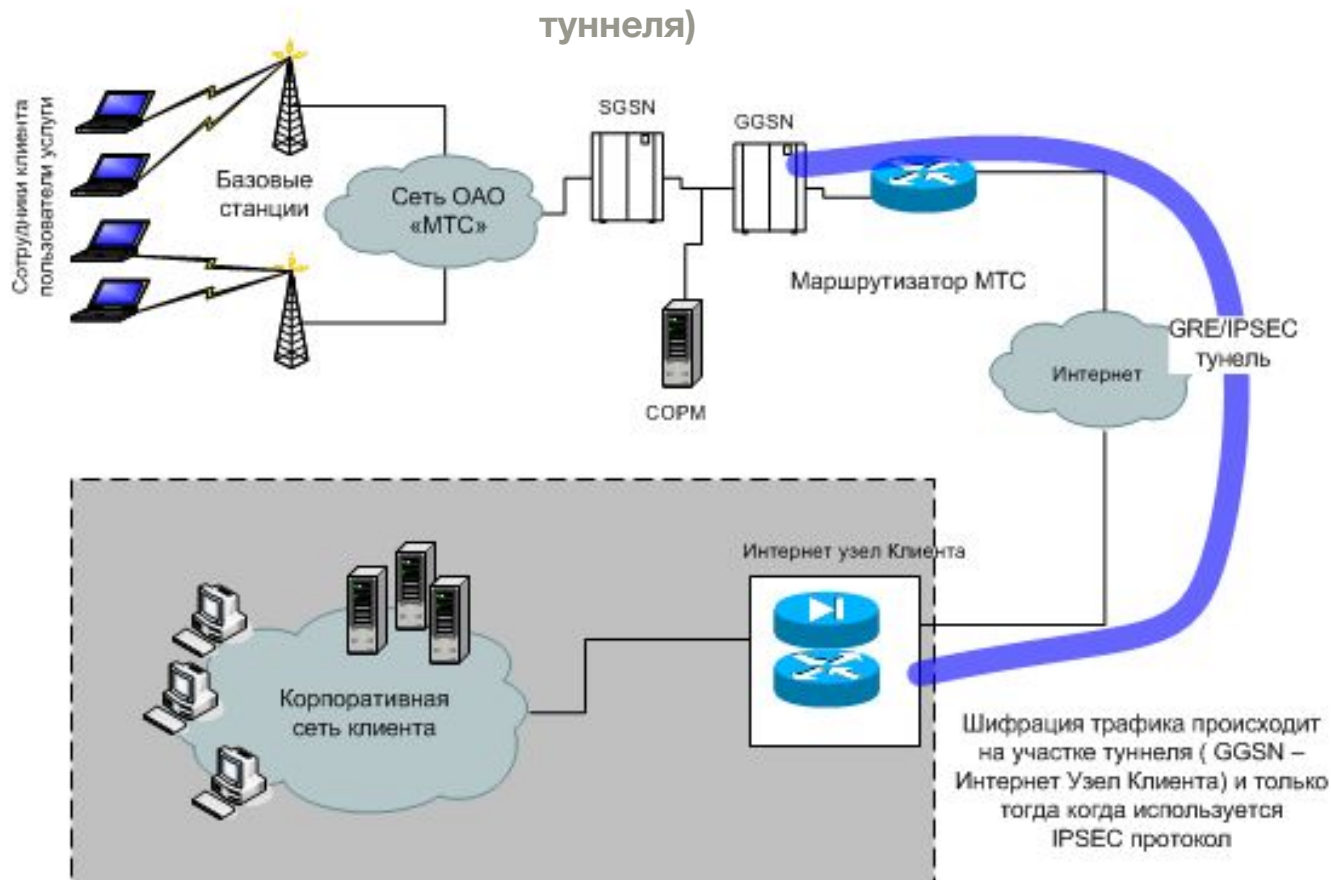 туннеля)
Сотрудники клиента
пользователи услуги
Базовые
станции
Сеть ОАО
«МТС»
SGSN
GGSN
СОРМ
Маршрутизатор МТС
Интернет
GRE/IPSEC
тунель
Интернет узел Клиента
Корпоративная
сеть клиента
Шифрация трафика происходит
на участке туннеля ( GGSN –
Интернет Узел Клиента) и только
тогда когда используется
IPSEC протокол